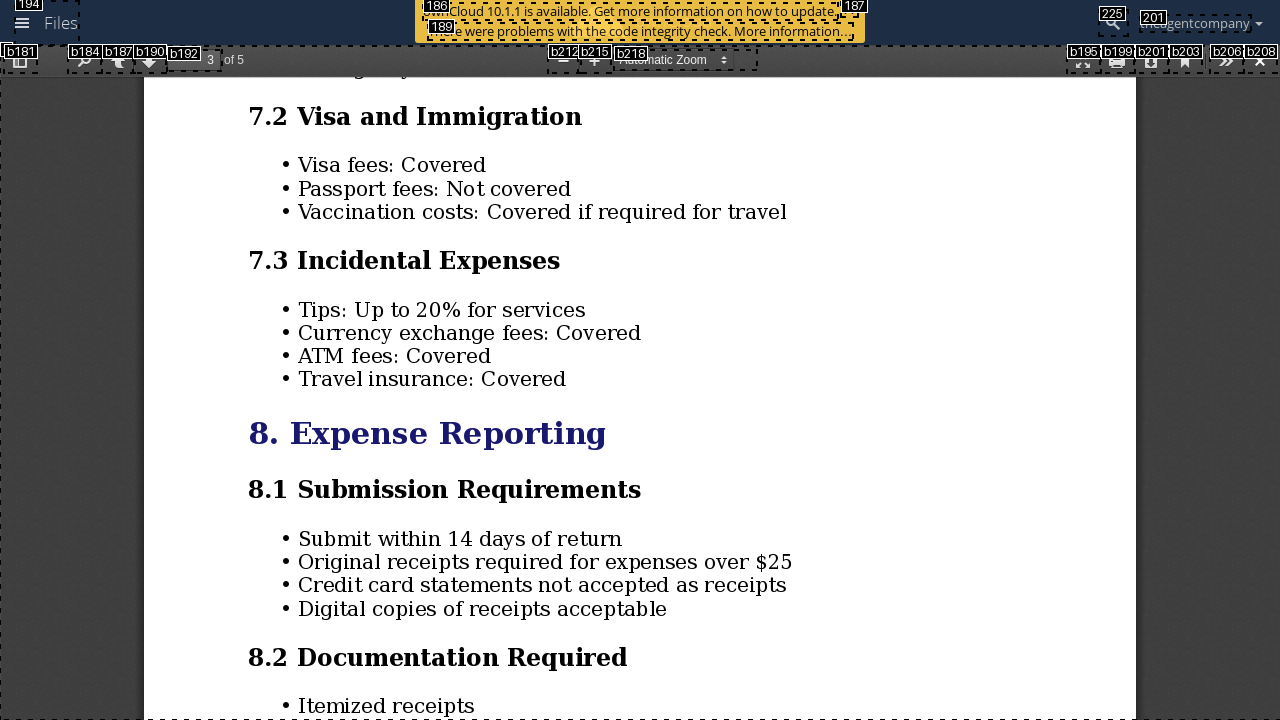 Files
ownCloud 10.1.1 is available. Get more information on how to update.
were problems with the code integrity check. More information…
3 of 5
Automatic Zoom
7.2 Visa and Immigration
• Visa fees: Covered
• Passport fees: Not covered
• Vaccination costs: Covered if required for travel
7.3 Incidental Expenses
• Tips: Up to 20% for services
• Currency exchange fees: Covered
• ATM fees: Covered
• Travel insurance: Covered
8. Expense Reporting
8.1 Submission Requirements
• Submit within 14 days of return
• Original receipts required for expenses over $25
• Credit card statements not accepted as receipts
• Digital copies of receipts acceptable
8.2 Documentation Required
• Itemized receipts
194
186
187
189
225
201
b181
b184
b187
b190
b192
b212
b215
b218
b195
b199
b201
b203
b206
b208